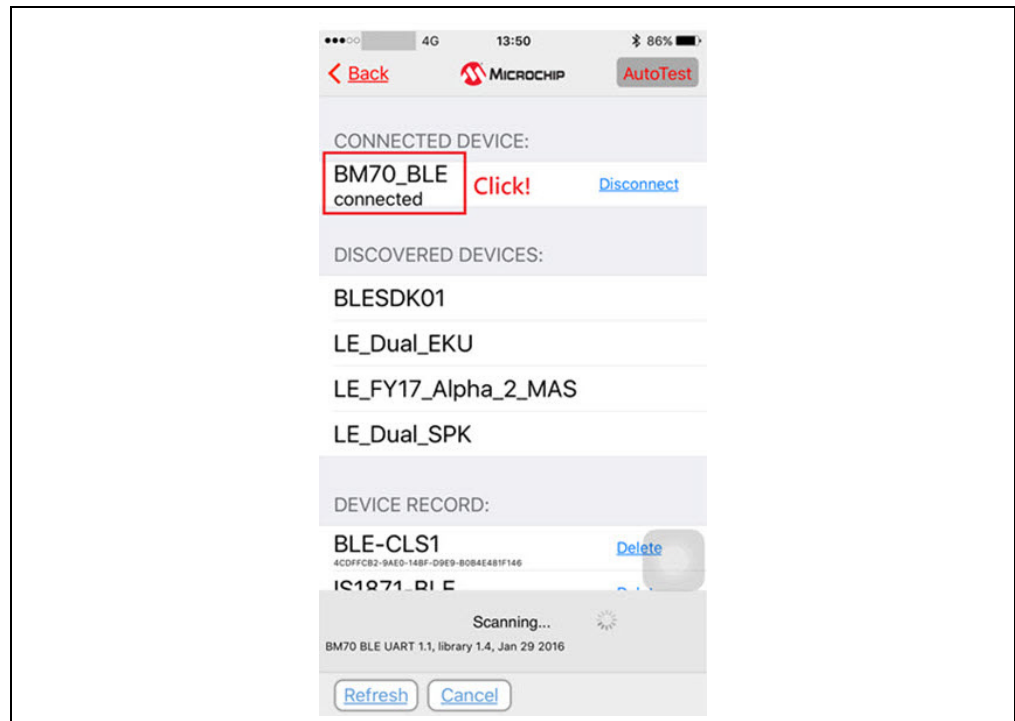 4G 13:50 86%
Back MICROCHIP AutoTest
CONNECTED DEVICE:
BM70_BLE
connected
Click!
Disconnect
DISCOVERED DEVICES:
BLESDK01
LE_Dual_EKU
LE_FY17_Alpha_2_MAS
LE_Dual_SPK
DEVICE RECORD:
BLE-CLS1 Delete
4CDFFCB2-9AE0-14BF-D9E9-B0B4E481F146
IS1871-BLE
Scanning...
BM70 BLE UART 1.1, library 1.4, Jan 29 2016
Refresh Cancel